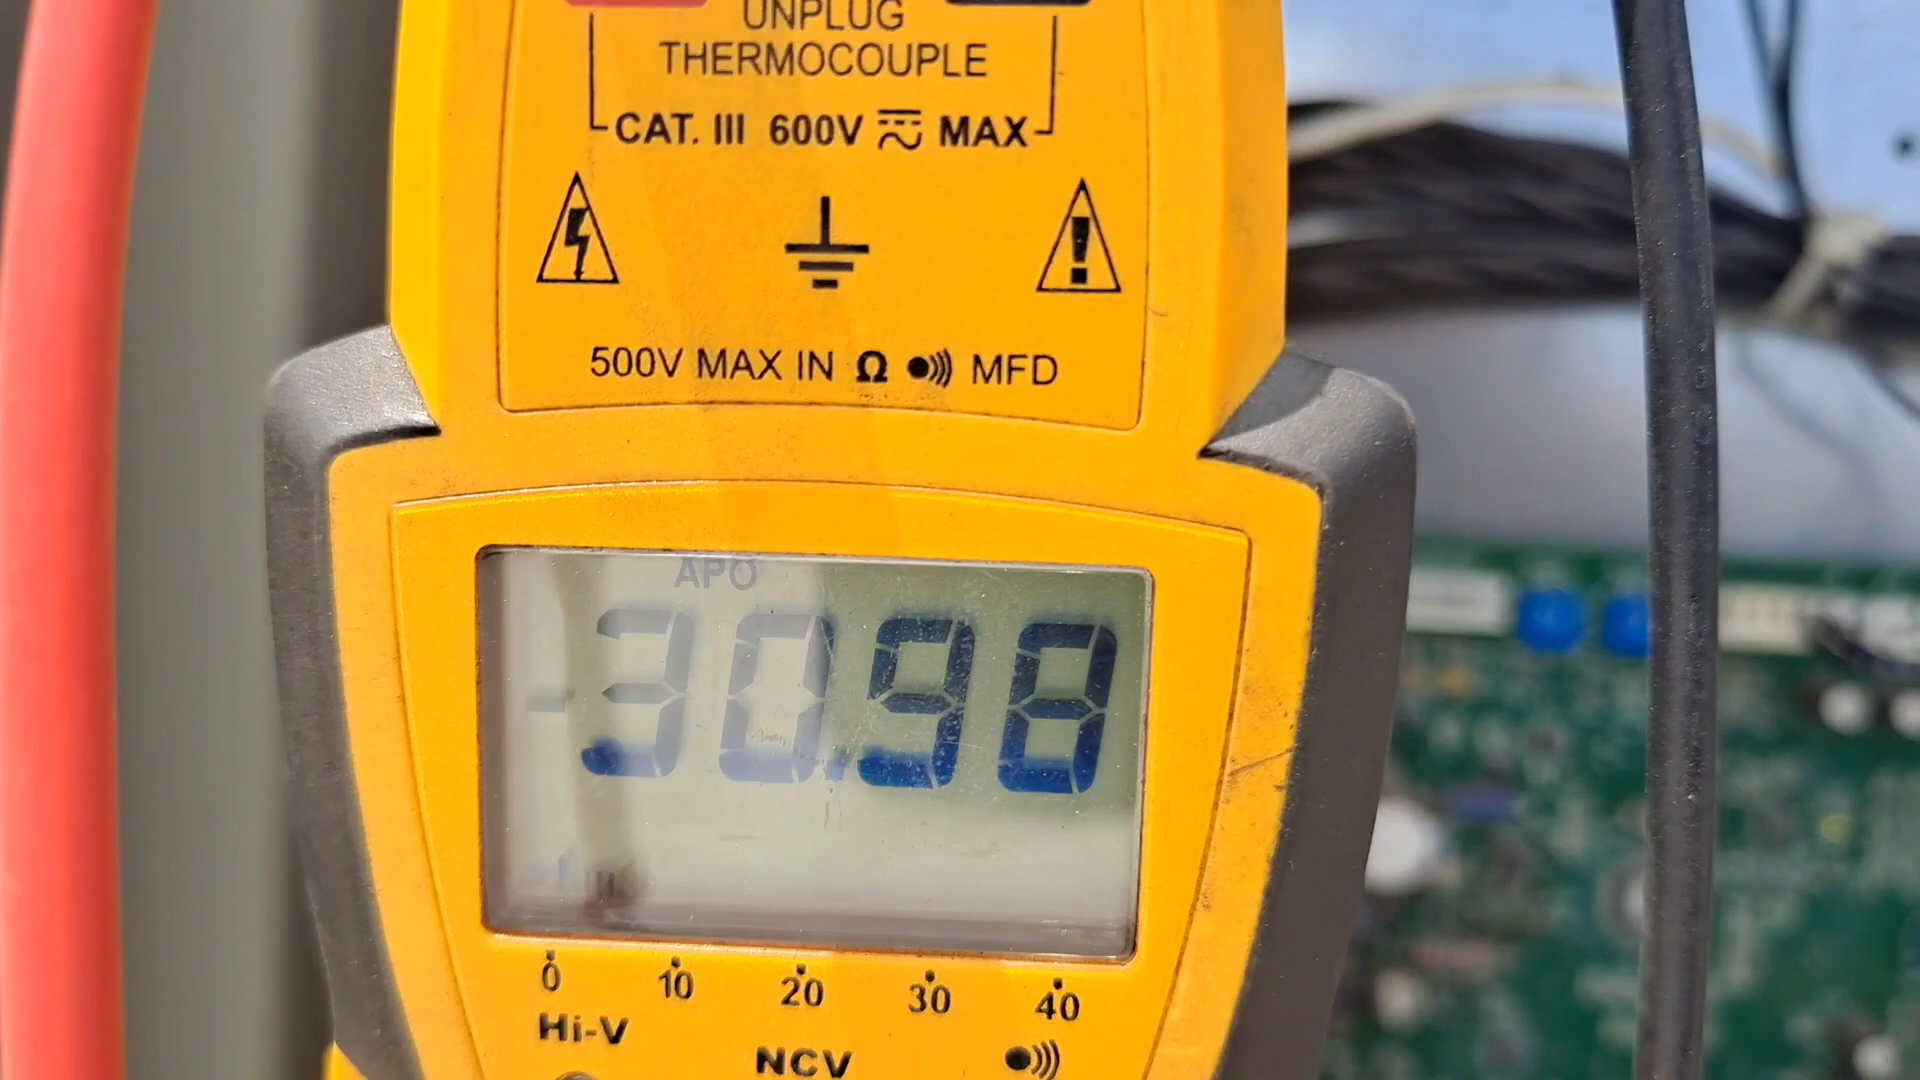 UNPLUG
THERMOCOUPLE
CAT. III 600V MAX
500V MAX IN Ω MFD
APO
-30.98
0 10 20 30 40
Hi-V
NCV